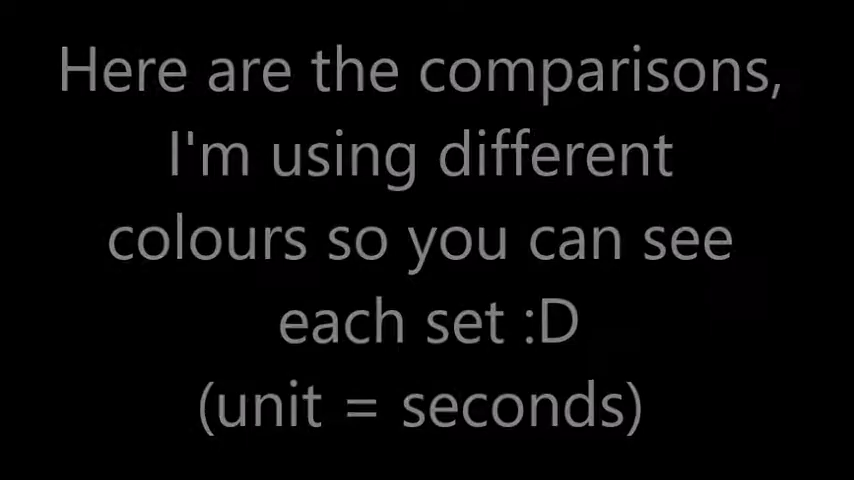 Here are the comparisons,
I'm using different
colours so you can see
each set :D
(unit = seconds)